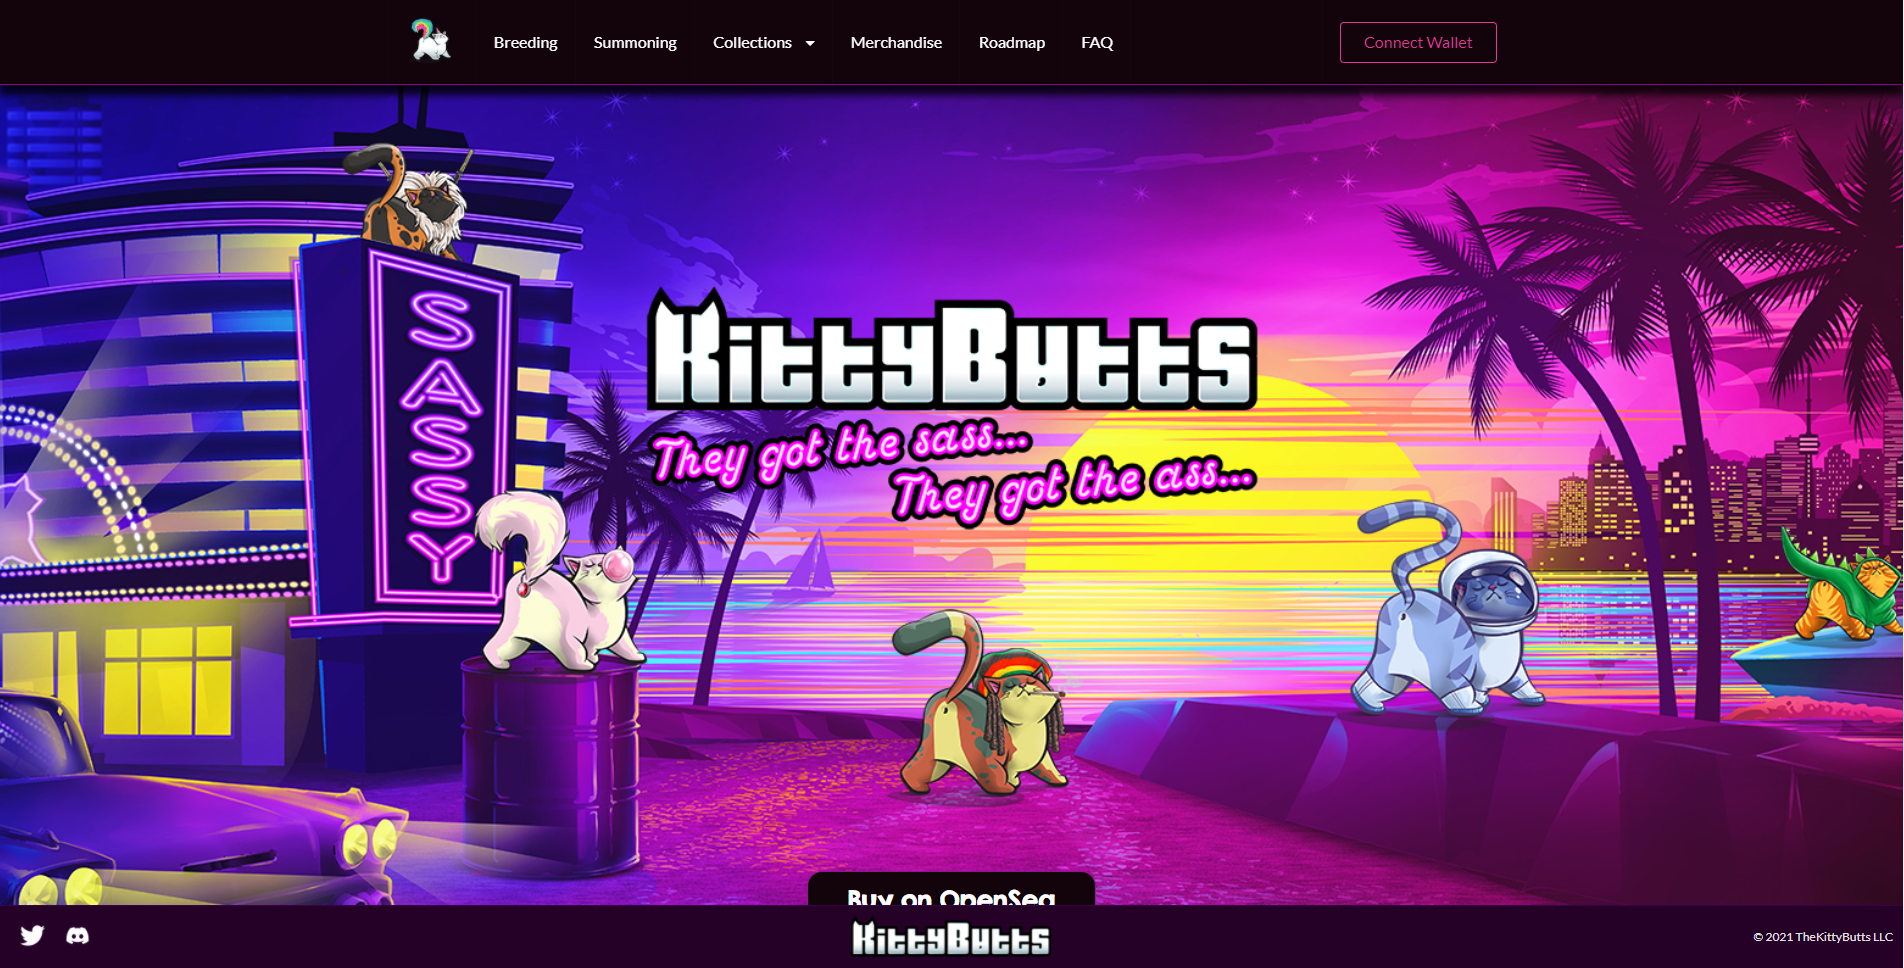 Breeding
Summoning
Collections
Merchandise
Roadmap
FAQ
Connect Wallet
SASSY
KittyButts
They got the sass...
They got the ass...
Buy on OpenSea
KittyButts
© 2021 TheKittyButts LLC